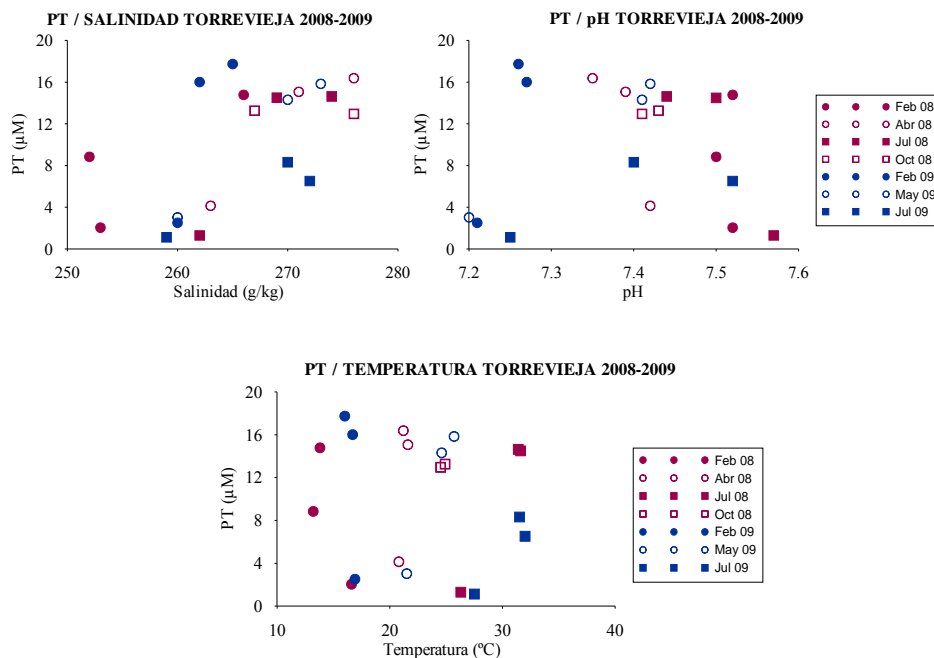 PT / SALINIDAD TORREVIEJA 2008-2009
20
16
12
8
4
0
PT (µM)
250 260 270 280
Salinidad (g/kg)
PT / pH TORREVIEJA 2008-2009
20
16
12
8
4
0
PT (µM)
7.2 7.3 7.4 7.5 7.6
pH
Feb 08
Abr 08
Jul 08
Oct 08
Feb 09
May 09
Jul 09
PT / TEMPERATURA TORREVIEJA 2008-2009
20
16
12
8
4
0
PT (µM)
10 20 30 40
Temperatura (ºC)
Feb 08
Abr 08
Jul 08
Oct 08
Feb 09
May 09
Jul 09